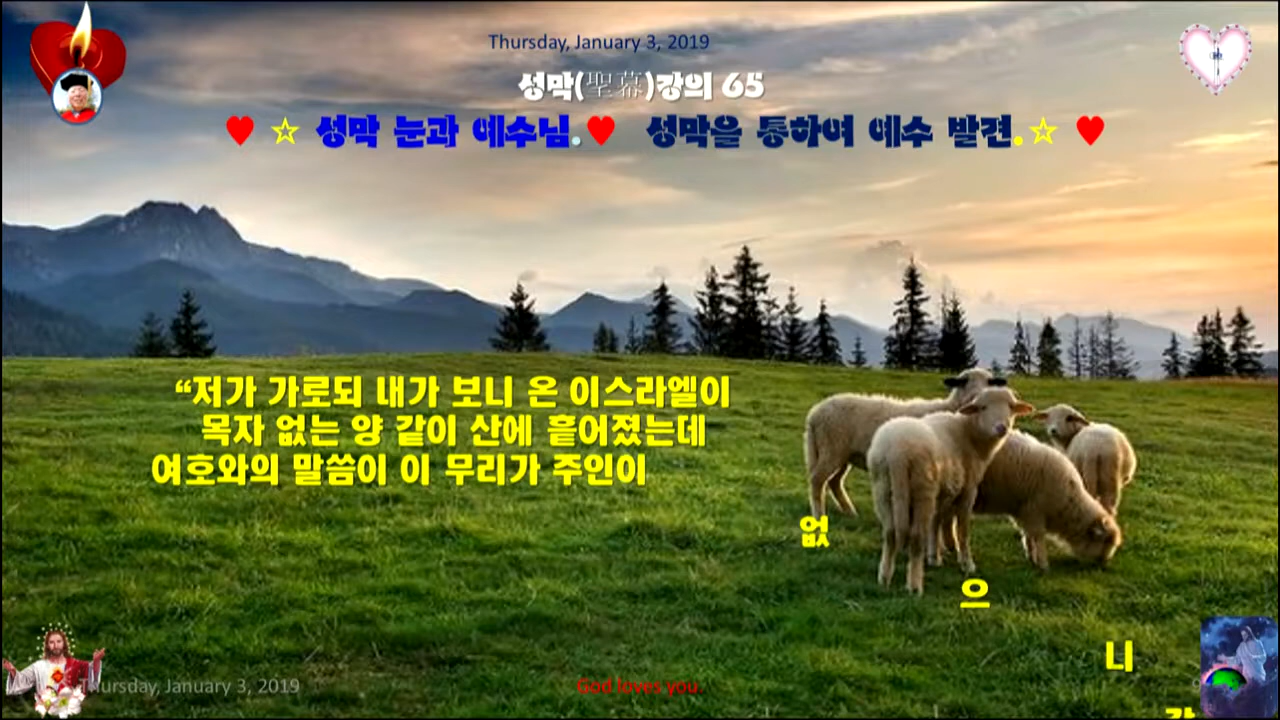 Thursday, January 3, 2019
성막(聖幕)강의 65
♥ ☆ 성막 눈과 예수님.♥ 성막을 통하여 예수 발견.☆ ♥
“저가 가로되 내가 보니 온 이스라엘이
목자 없는 양 같이 산에 흩어졌는데
여호와의 말씀이 이 무리가 주인이
없
으
니
Thursday, January 3, 2019
God loves you.